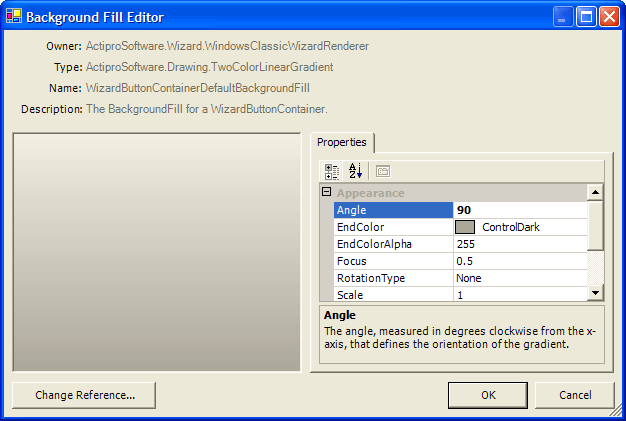 Background Fill Editor
Owner: ActiproSoftware.Wizard.WindowsClassicWizardRenderer
Type: ActiproSoftware.Drawing.TwoColorLinearGradient
Name: WizardButtonContainerDefaultBackgroundFill
Description: The BackgroundFill for a WizardButtonContainer.
Properties
A
Z
Appearance
Angle 90
EndColor ControlDark
EndColorAlpha 255
Focus 0.5
RotationType None
Scale 1
Angle
The angle, measured in degrees clockwise from the x-
axis, that defines the orientation of the gradient.
Change Reference...
OK
Cancel